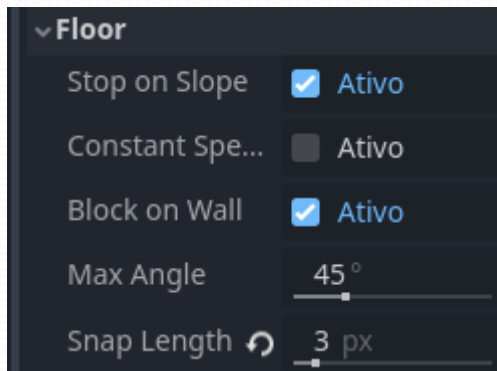 Floor
Stop on Slope Ativo
Constant Spe... Ativo
Block on Wall Ativo
Max Angle 45°
Snap Length 3 px